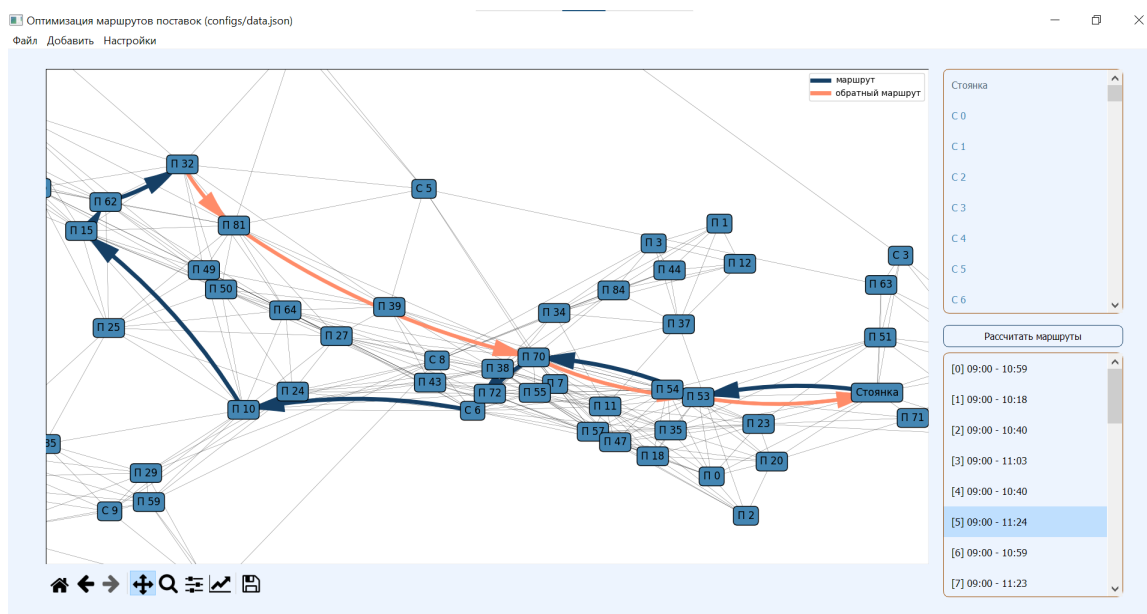 Оптимизация маршрутов поставок (configs/data.json)
Файл Добавить Настройки
маршрут
обратный маршрут
П 32
С 5
П 62
П 15
П 81
П 1
П 3
П 12
С 3
П 49
П 44
П 63
П 50
П 84
П 64
П 39
П 34
П 25
П 27
П 37
П 51
С 8
П 70
П 38
П 43
П 7
П 24
П 72
П 55
П 54
П 53
Стоянка
П 10
С 6
П 11
П 71
П 57
П 35
П 23
35
П 47
П 18
П 20
П 29
П 0
П 59
С 9
П 2
Стоянка
С 0
С 1
С 2
С 3
С 4
С 5
С 6
Рассчитать маршруты
[0] 09:00 - 10:59
[1] 09:00 - 10:18
[2] 09:00 - 10:40
[3] 09:00 - 11:03
[4] 09:00 - 10:40
[5] 09:00 - 11:24
[6] 09:00 - 10:59
[7] 09:00 - 11:23